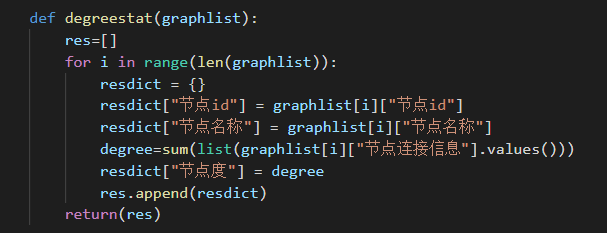 def degreestat(graphlist):
    res=[]
    for i in range(len(graphlist)):
        resdict = {}
        resdict["节点id"] = graphlist[i]["节点id"]
        resdict["节点名称"] = graphlist[i]["节点名称"]
        degree=sum(list(graphlist[i]["节点连接信息"].values()))
        resdict["节点度"] = degree
        res.append(resdict)
    return(res)